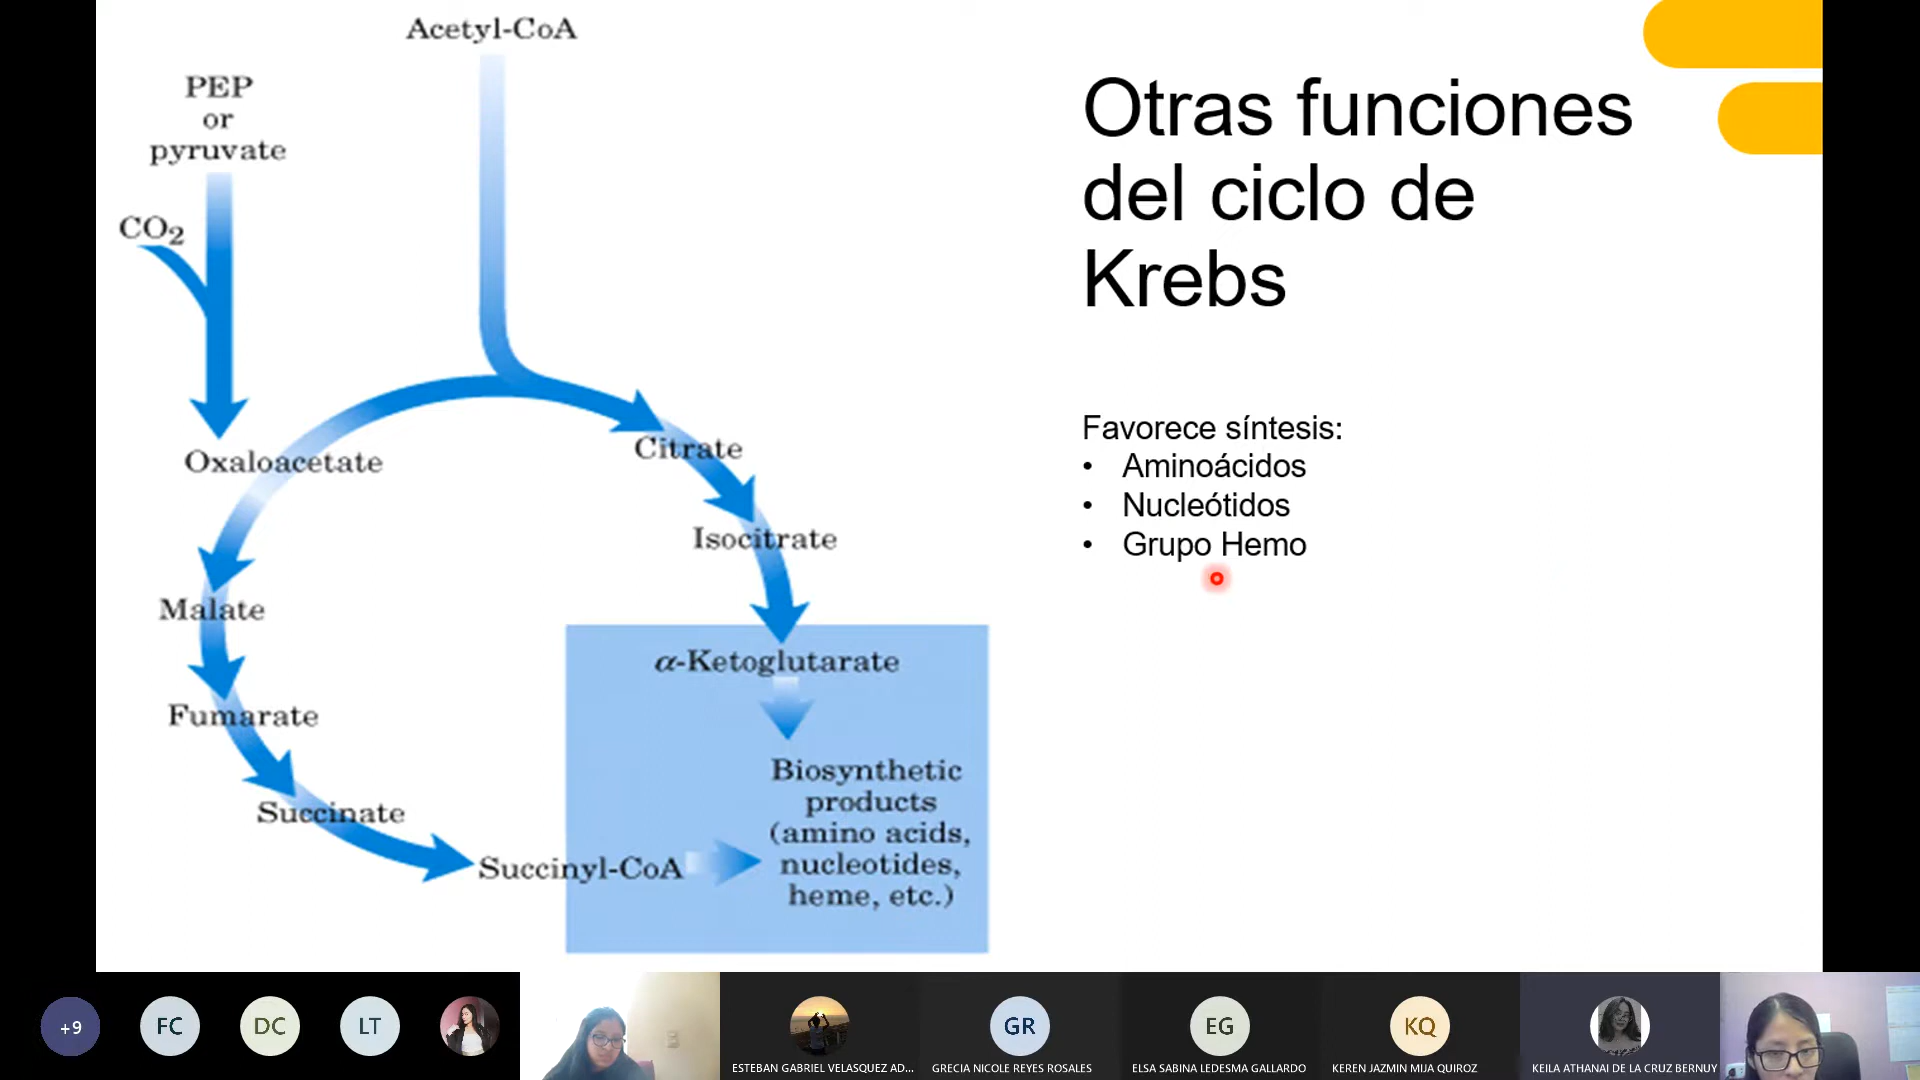 Acetyl-CoA
PEP
or
pyruvate
CO₂
Oxaloacetate
Citrate
Isocitrate
Malate
α-Ketoglutarate
Fumarate
Biosynthetic
products
(amino acids,
nucleotides,
heme, etc.)
Succinate
Succinyl-CoA
Otras funciones
del ciclo de
Krebs
Favorece síntesis:
• Aminoácidos
• Nucleótidos
• Grupo Hemo
+9
FC
DC
LT
GR
EG
KQ
ESTEBAN GABRIEL VELASQUEZ AD...
GRECIA NICOLE REYES ROSALES
ELSA SABINA LEDESMA GALLARDO
KEREN JAZMIN MIJA QUIROZ
KEILA ATHANAI DE LA CRUZ BERNUY